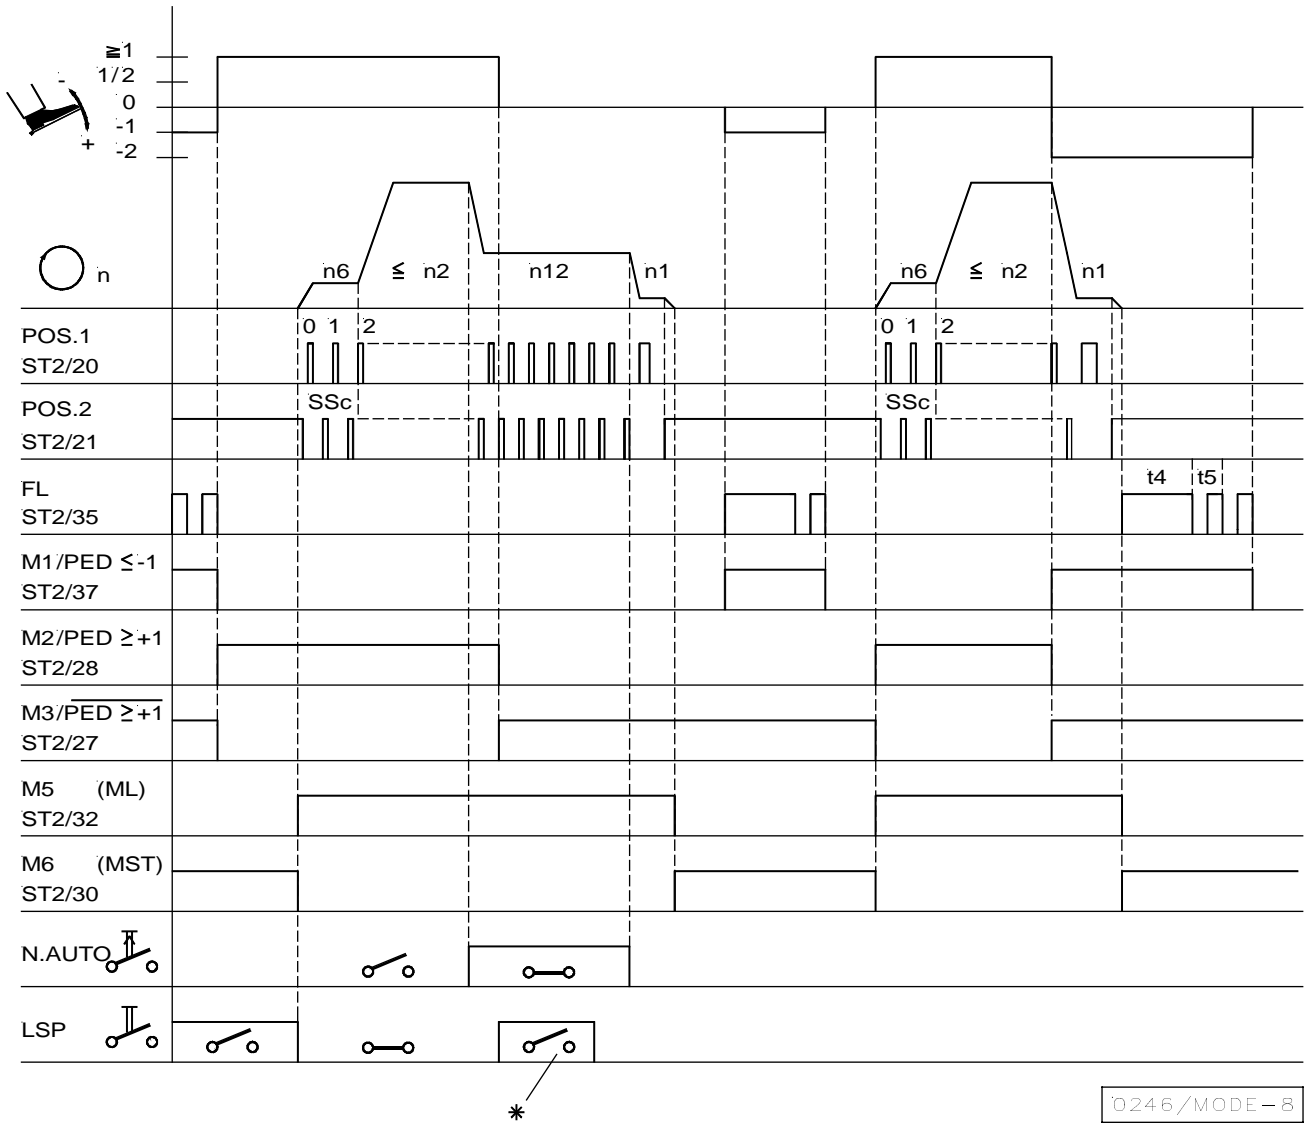 ≧1
1/2
0
-1
-2
-
+
n
n6 ≦ n2 n12 n1 n6 ≦ n2 n1
POS.1
ST2/20
0 1 2 0 1 2
POS.2
ST2/21
SSc SSc
FL
ST2/35
t4 t5
M1/PED ≤-1
ST2/37
M2/PED ≥+1
ST2/28
M3/PED ≥+1
ST2/27
M5 (ML)
ST2/32
M6 (MST)
ST2/30
N.AUTO
LSP
*
0246/MODE-8